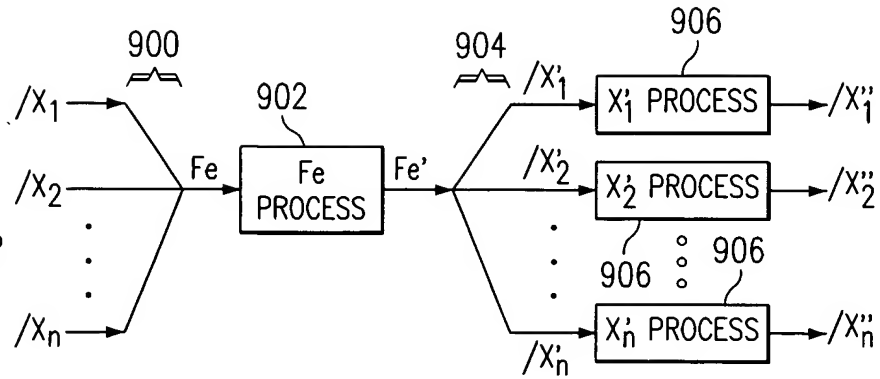 900
904
906
/X₁
902
/X'₁
X'₁ PROCESS
/X''₁
/X₂
Fe
Fe PROCESS
Fe'
/X'₂
X'₂ PROCESS
/X''₂
906
906
/Xₙ
/X'ₙ
X'ₙ PROCESS
/X''ₙ